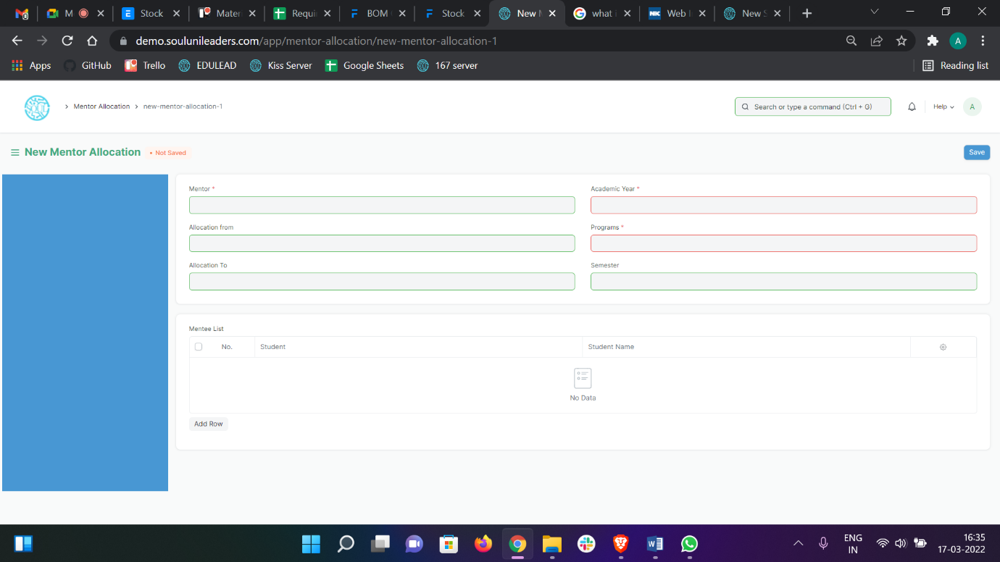 M
Stock
Mater
Requi
BOM
Stock
New M
what i
Web I
New S
demo.soulunileaders.com/app/mentor-allocation/new-mentor-allocation-1
A
Apps
GitHub
Trello
EDULEAD
Kiss Server
Google Sheets
167 server
Reading list
SOUL
Mentor Allocation
new-mentor-allocation-1
Search or type a command (Ctrl + G)
Help
A
New Mentor Allocation
• Not Saved
Save
Mentor *
Academic Year *
Allocation from
Programs *
Allocation To
Semester
Mentee List
No.
Student
Student Name
No Data
Add Row
ENG
IN
16:35
17-03-2022